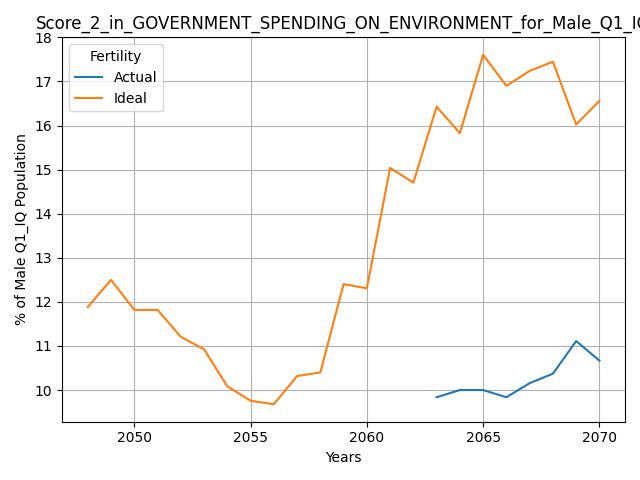 Score_2_in_GOVERNMENT_SPENDING_ON_ENVIRONMENT_for_Male_Q1_IQ
Fertility
Actual
Ideal
18
17
16
15
14
13
12
11
10
% of Male Q1_IQ Population
2050 2055 2060 2065 2070
Years